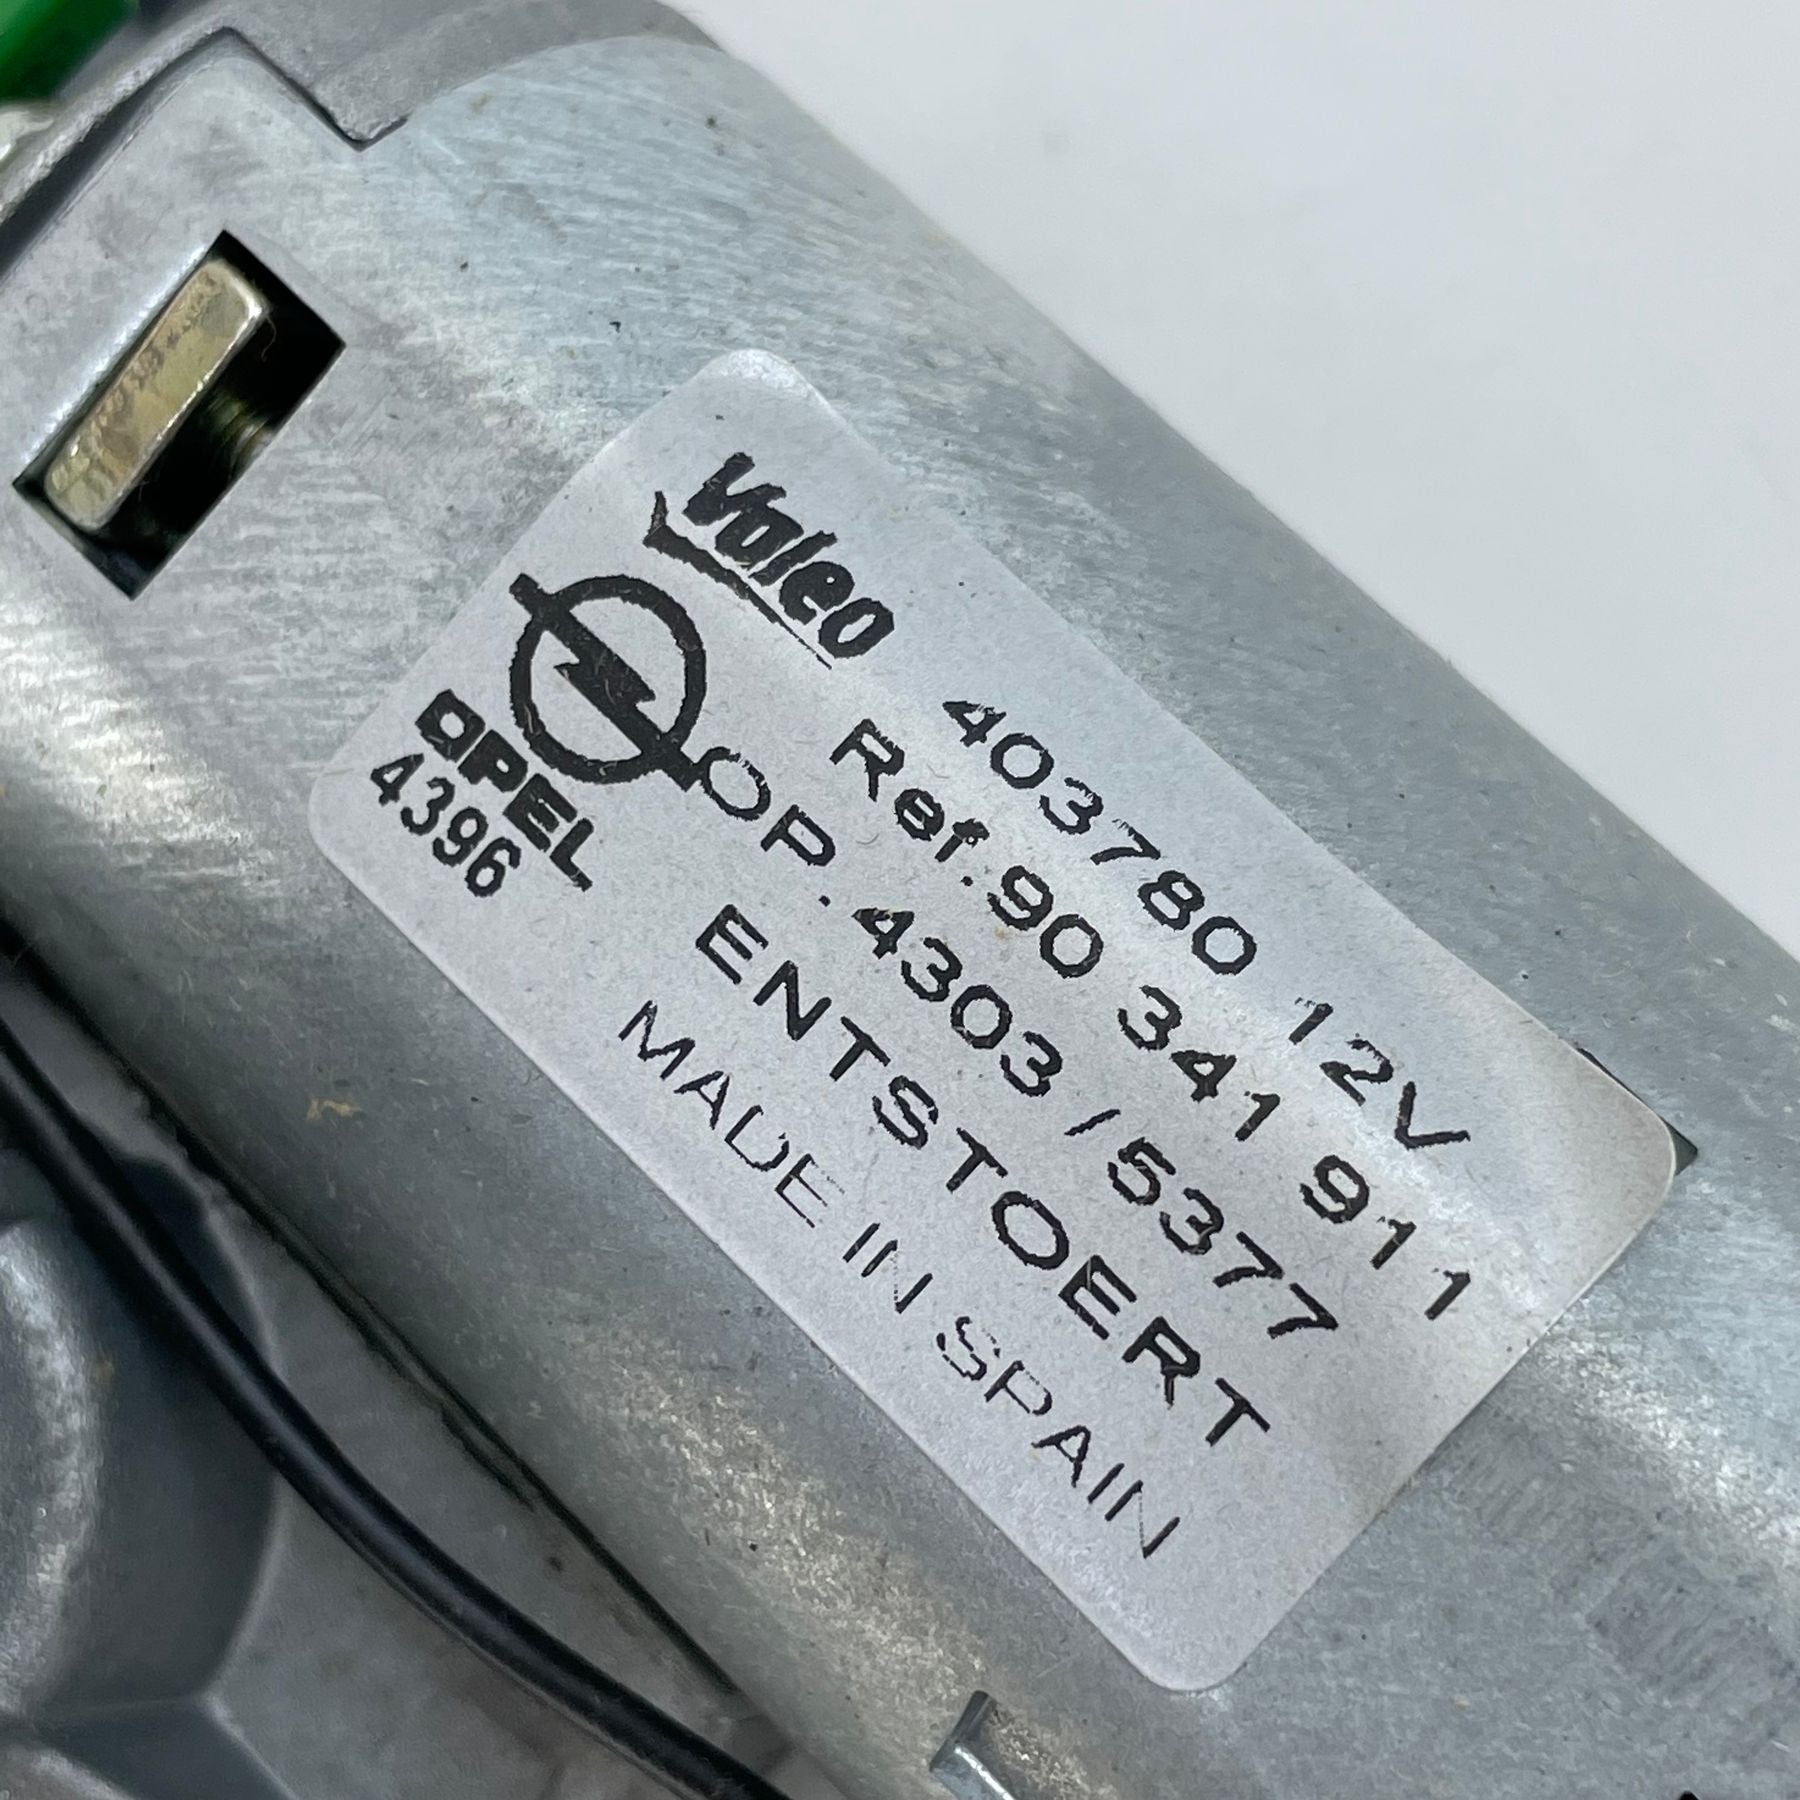 Valeo
403780 12V
Ref.90 341 911
OP.4303/5377
ENTSTOERT
MADE IN SPAIN
OPEL
4396